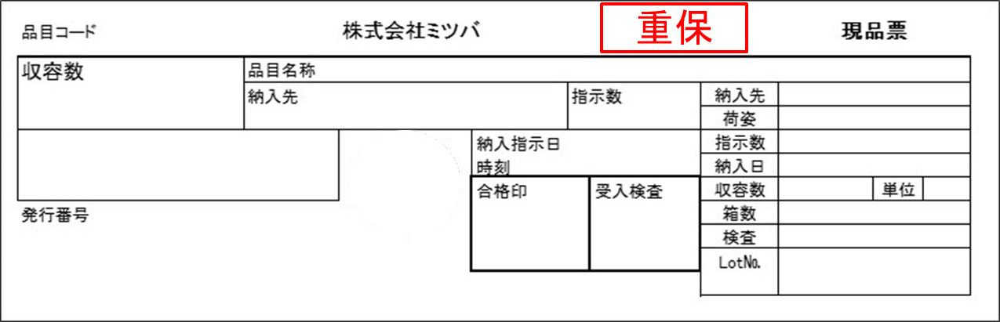 品目コード 株式会社ミツバ 重保 現品票
収容数 品目名称
納入先 指示数 納入先
荷姿
納入指示日 指示数
時刻 納入日
合格印 受入検査 収容数 単位
発行番号 箱数
検査
Lot№.